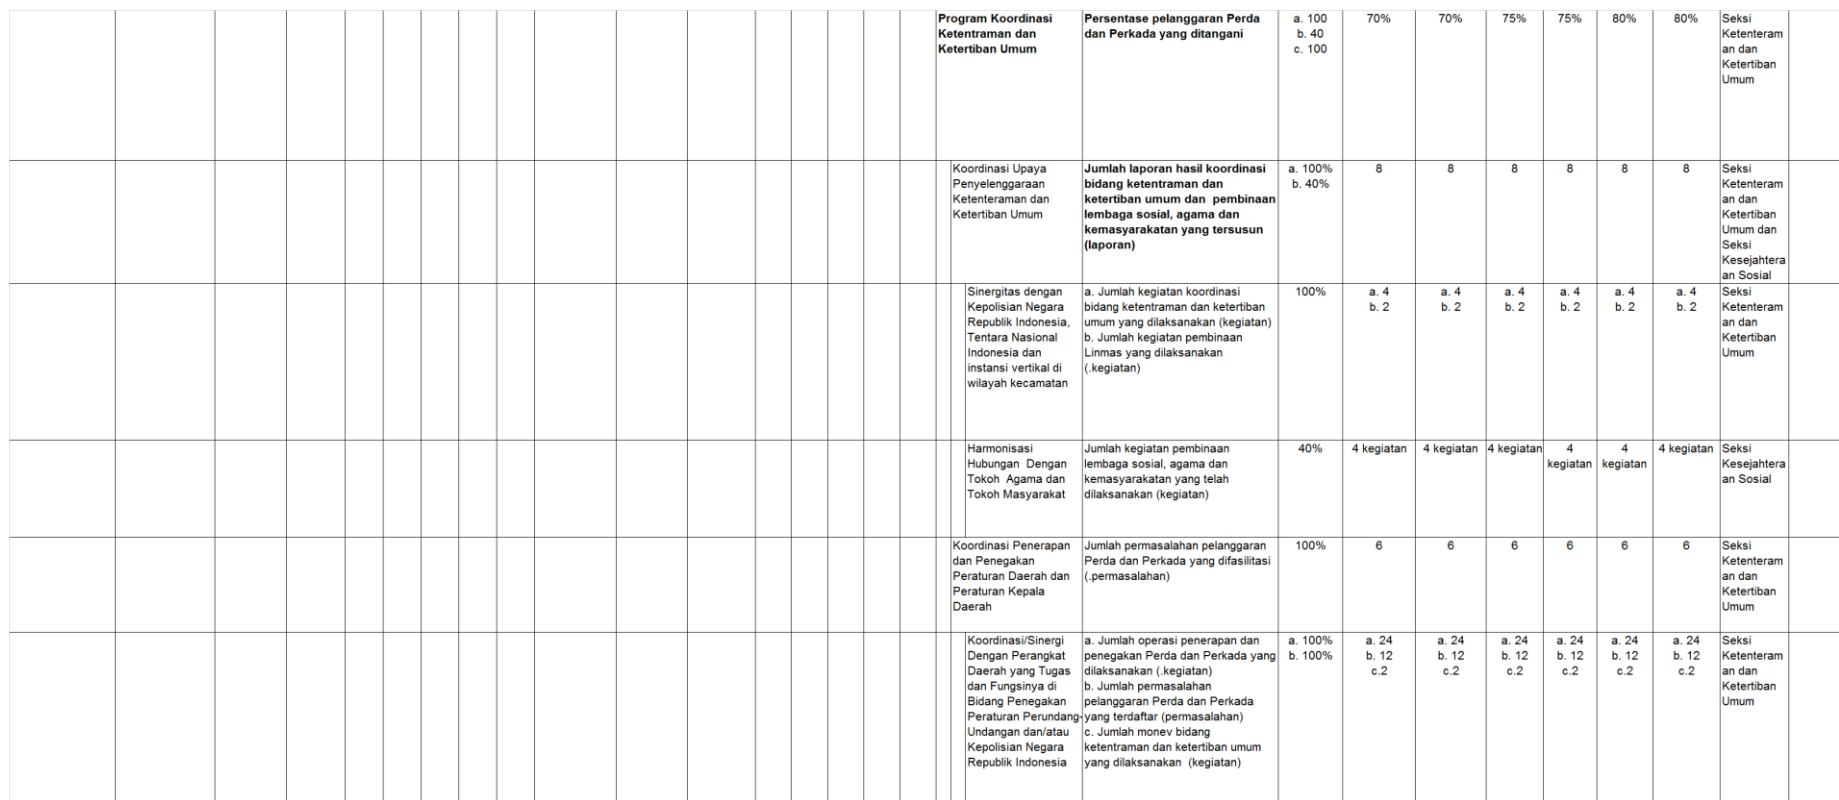 Program Koordinasi
Ketentraman dan
Ketertiban Umum
Persentase pelanggaran Perda
dan Perkada yang ditangani
a. 100
b. 40
c. 100
70%
70%
75%
75%
80%
80%
Seksi
Ketenteram
an dan
Ketertiban
Umum
Koordinasi Upaya
Penyelenggaraan
Ketenteraman dan
Ketertiban Umum
Jumlah laporan hasil koordinasi
bidang ketentraman dan
ketertiban umum dan pembinaan
lembaga sosial, agama dan
kemasyarakatan yang tersusun
(laporan)
a. 100%
b. 40%
8
8
8
8
8
8
Seksi
Ketenteram
an dan
Ketertiban
Umum dan
Seksi
Kesejahtera
an Sosial
Sinergitas dengan
Kepolisian Negara
Republik Indonesia,
Tentara Nasional
Indonesia dan
instansi vertikal di
wilayah kecamatan
a. Jumlah kegiatan koordinasi
bidang ketentraman dan ketertiban
umum yang dilaksanakan (kegiatan)
b. Jumlah kegiatan pembinaan
Linmas yang dilaksanakan
(.kegiatan)
100%
a. 4
b. 2
a. 4
b. 2
a. 4
b. 2
a. 4
b. 2
a. 4
b. 2
a. 4
b. 2
Seksi
Ketenteram
an dan
Ketertiban
Umum
Harmonisasi
Hubungan Dengan
Tokoh Agama dan
Tokoh Masyarakat
Jumlah kegiatan pembinaan
lembaga sosial, agama dan
kemasyarakatan yang telah
dilaksanakan (kegiatan)
40%
4 kegiatan
4 kegiatan
4 kegiatan
4
kegiatan
4
kegiatan
4 kegiatan
Seksi
Kesejahtera
an Sosial
Koordinasi Penerapan
dan Penegakan
Peraturan Daerah dan
Peraturan Kepala
Daerah
Jumlah permasalahan pelanggaran
Perda dan Perkada yang difasilitasi
(.permasalahan)
100%
6
6
6
6
6
6
Seksi
Ketenteram
an dan
Ketertiban
Umum
Koordinasi/Sinergi
Dengan Perangkat
Daerah yang Tugas
dan Fungsinya di
Bidang Penegakan
Peraturan Perundang-
Undangan dan/atau
Kepolisian Negara
Republik Indonesia
a. Jumlah operasi penerapan dan
penegakan Perda dan Perkada yang
dilaksanakan (.kegiatan)
b. Jumlah permasalahan
pelanggaran Perda dan Perkada
yang terdaftar (permasalahan)
c. Jumlah monev bidang
ketentraman dan ketertiban umum
yang dilaksanakan (kegiatan)
a. 100%
b. 100%
a. 24
b. 12
c.2
a. 24
b. 12
c.2
a. 24
b. 12
c.2
a. 24
b. 12
c.2
a. 24
b. 12
c.2
a. 24
b. 12
c.2
Seksi
Ketenteram
an dan
Ketertiban
Umum